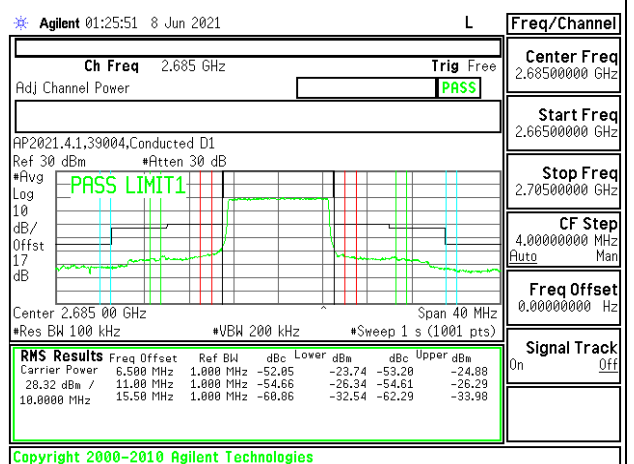 Agilent 01:25:51 8 Jun 2021 L Freq/Channel
Ch Freq 2.685 GHz Trig Free
Adj Channel Power PASS
Center Freq
2.68500000 GHz
Start Freq
2.66500000 GHz
Stop Freq
2.70500000 GHz
CF Step
4.00000000 MHz
Auto Man
Freq Offset
0.00000000 Hz
Signal Track
On Off
AP2021.4.1,39004,Conducted D1
Ref 30 dBm #Atten 30 dB
#Avg
Log
10
dB/
Offst
17
dB
PASS LIMIT1
Center 2.685 00 GHz Span 40 MHz
#Res BW 100 kHz #VBW 200 kHz #Sweep 1 s (1001 pts)
RMS Results Freq Offset Ref BW dBc Lower dBm dBc Upper dBm
Carrier Power 6.500 MHz 1.000 MHz -52.05 -23.74 -53.20 -24.88
28.32 dBm / 11.00 MHz 1.000 MHz -54.66 -26.34 -54.61 -26.29
10.0000 MHz 15.50 MHz 1.000 MHz -60.86 -32.54 -62.29 -33.98
Copyright 2000-2010 Agilent Technologies